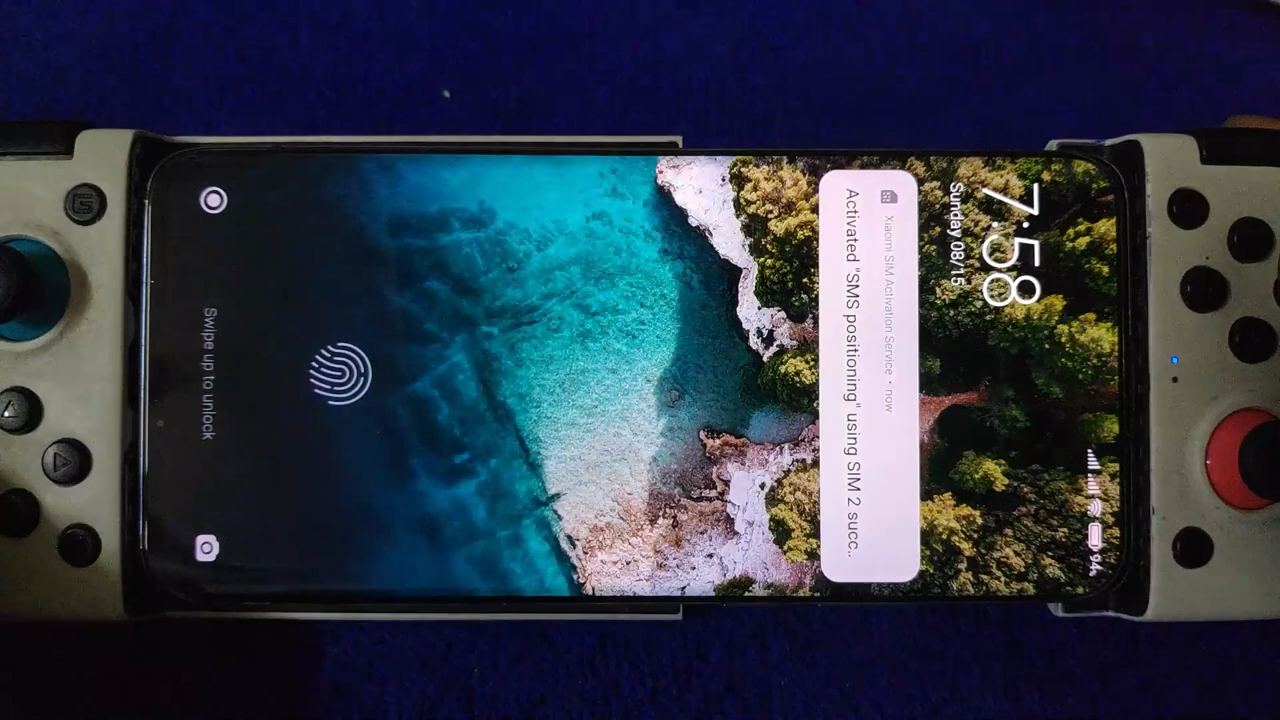 94%
7:58
Sunday 08/15
Xiaomi SIM Activation Service • now
Activated "SMS positioning" using SIM 2 succ...
Swipe up to unlock